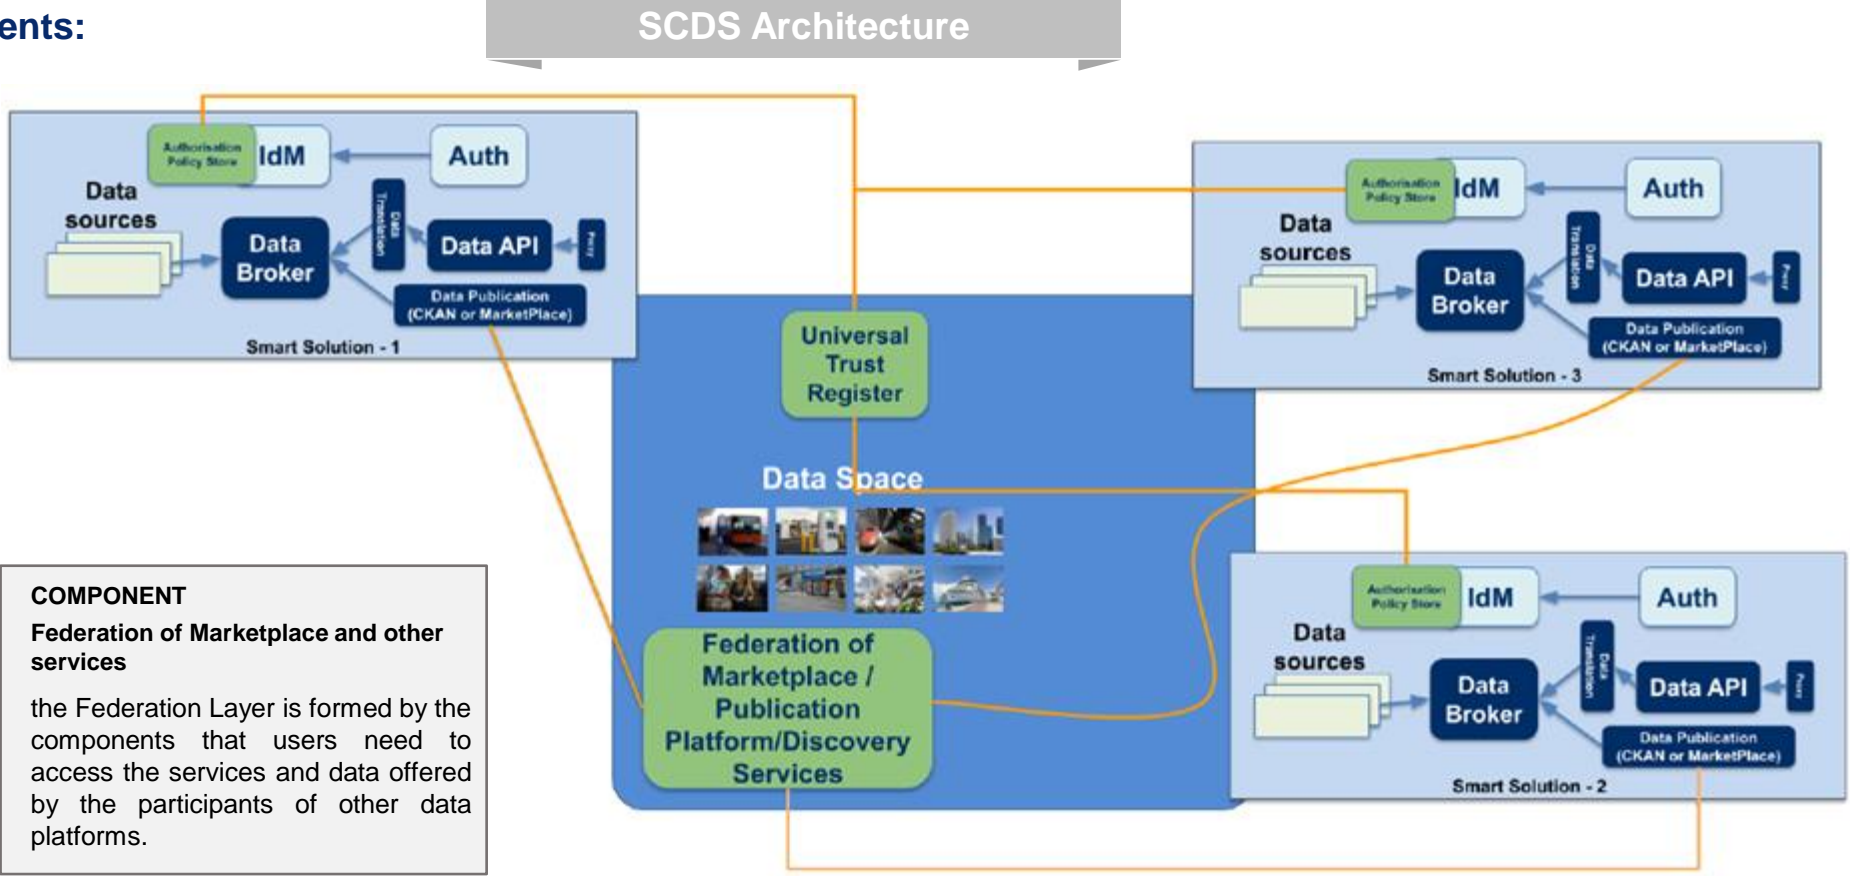 ents:
SCDS Architecture
Authorisation
Policy Store
IdM
Auth
Data
sources
Data
Broker
Data
Translation
Data API
Proxy
Data Publication
(CKAN or MarketPlace)
Smart Solution - 1
Authorisation
Policy Store
IdM
Auth
Data
sources
Data
Broker
Data
Translation
Data API
Proxy
Data Publication
(CKAN or MarketPlace)
Smart Solution - 3
Universal
Trust
Register
Data Space
Federation of
Marketplace /
Publication
Platform/Discovery
Services
Authorisation
Policy Store
IdM
Auth
Data
sources
Data
Broker
Data
Translation
Data API
Proxy
Data Publication
(CKAN or MarketPlace)
Smart Solution - 2
COMPONENT
Federation of Marketplace and other
services
the Federation Layer is formed by the
components that users need to
access the services and data offered
by the participants of other data
platforms.